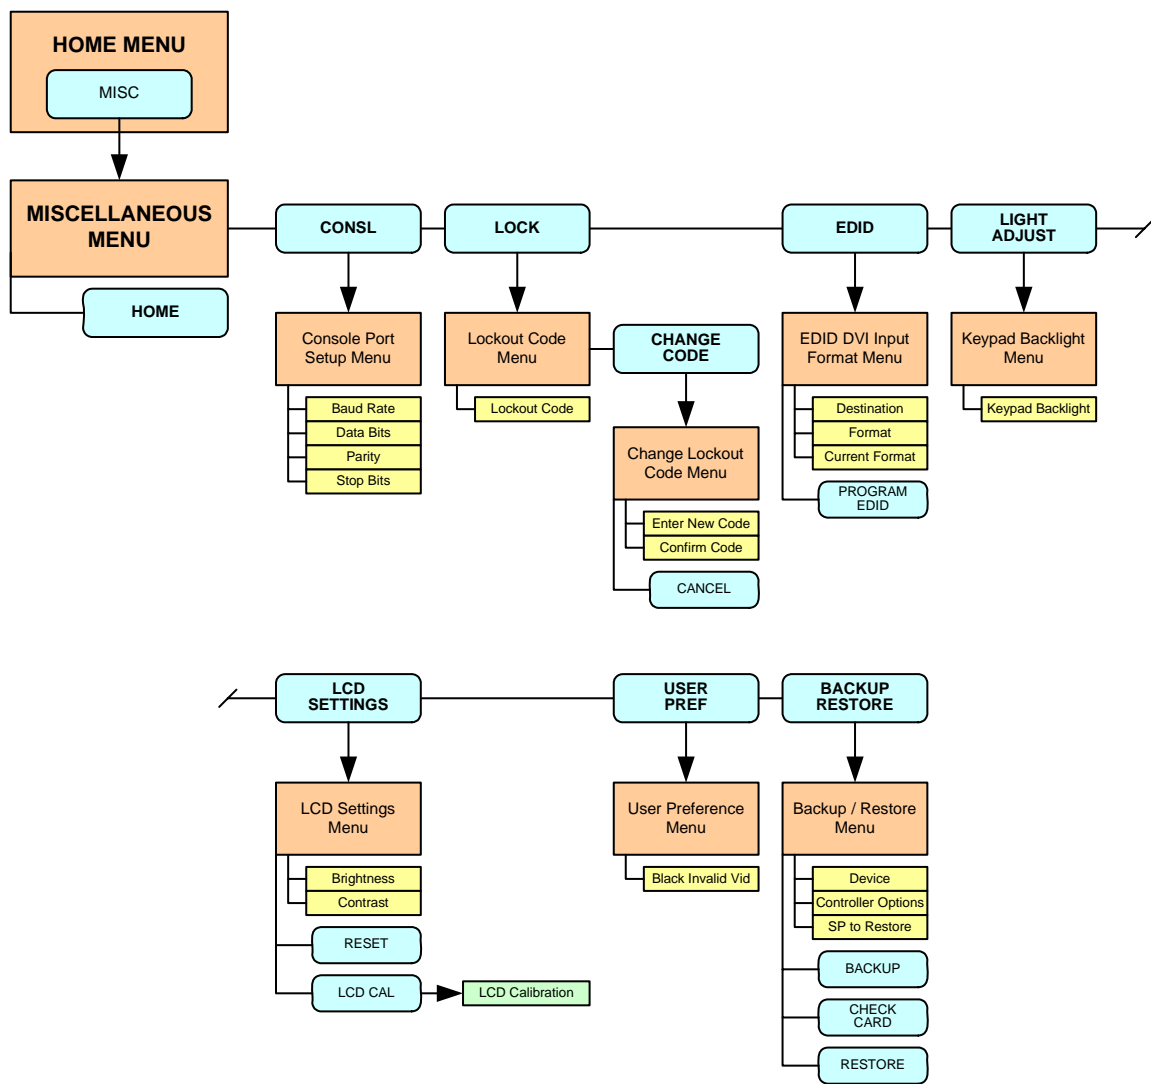 HOME MENU
MISC
MISCELLANEOUS
MENU
HOME
CONSL
LOCK
EDID
LIGHT
ADJUST
Console Port
Setup Menu
Baud Rate
Data Bits
Parity
Stop Bits
Lockout Code
Menu
Lockout Code
CHANGE
CODE
Change Lockout
Code Menu
Enter New Code
Confirm Code
CANCEL
EDID DVI Input
Format Menu
Destination
Format
Current Format
PROGRAM
EDID
Keypad Backlight
Menu
Keypad Backlight
LCD
SETTINGS
USER
PREF
BACKUP
RESTORE
LCD Settings
Menu
Brightness
Contrast
RESET
LCD CAL
LCD Calibration
User Preference
Menu
Black Invalid Vid
Backup / Restore
Menu
Device
Controller Options
SP to Restore
BACKUP
CHECK
CARD
RESTORE